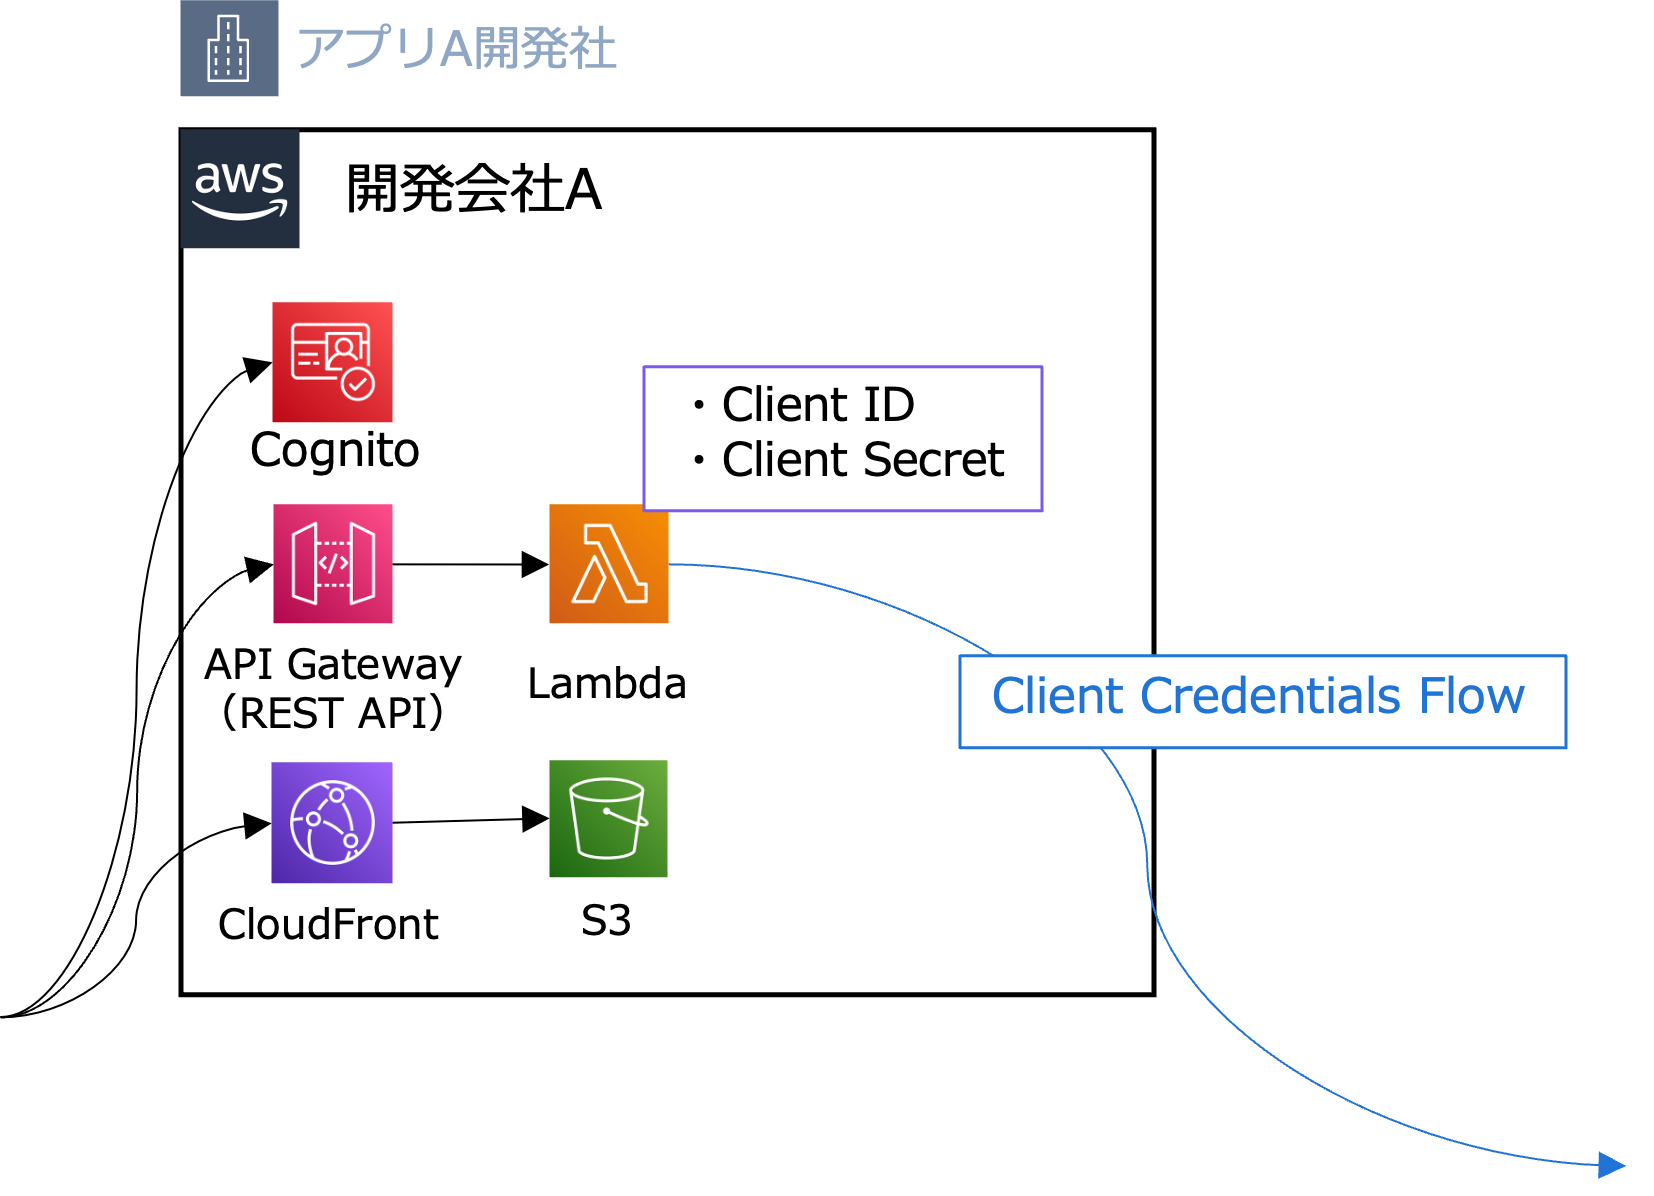 アプリA開発社
aws
開発会社A
・Client ID
・Client Secret
Cognito
API Gateway
（REST API）
Lambda
Client Credentials Flow
CloudFront
S3